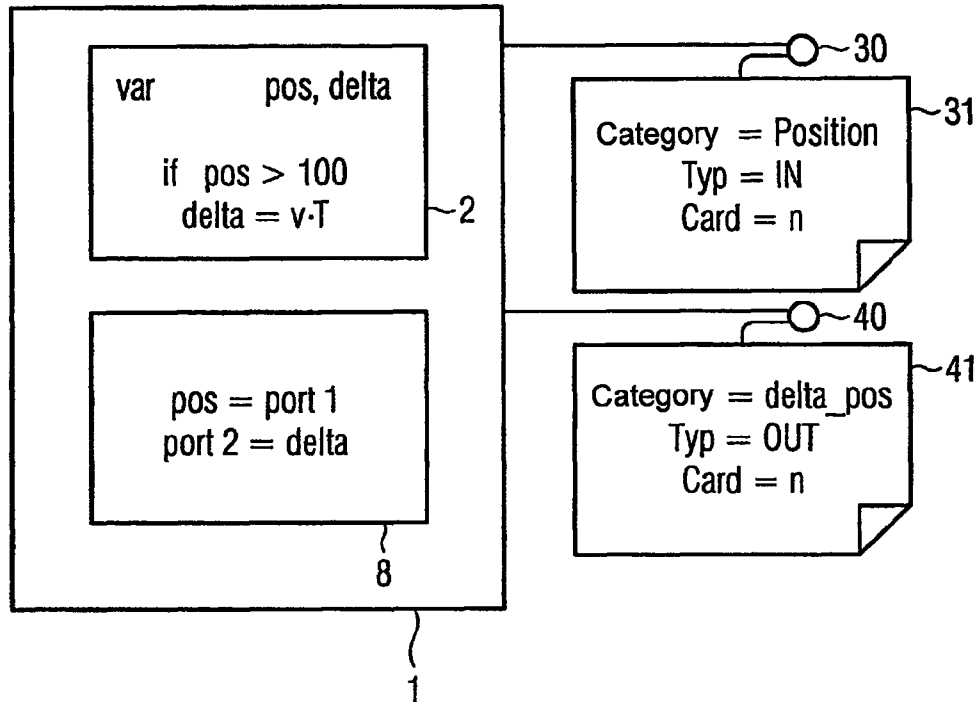 var pos, delta
if pos > 100
delta = v·T
2
pos = port 1
port 2 = delta
8
1
30
Category = Position
Typ = IN
Card = n
31
40
Category = delta_pos
Typ = OUT
Card = n
41